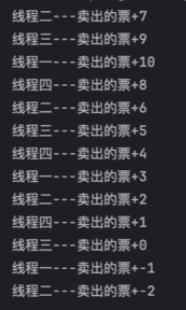 线程二---卖出的票+7
线程三---卖出的票+9
线程一---卖出的票+10
线程四---卖出的票+8
线程二---卖出的票+6
线程三---卖出的票+5
线程四---卖出的票+4
线程一---卖出的票+3
线程二---卖出的票+2
线程四---卖出的票+1
线程三---卖出的票+0
线程一---卖出的票+-1
线程二---卖出的票+-2